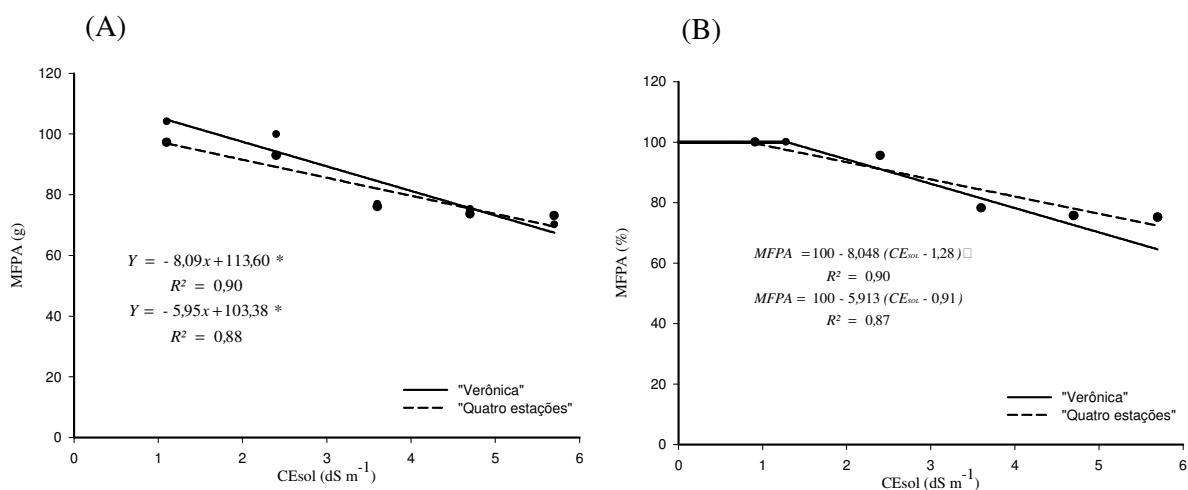 (A)
120
100
80
60
40
20
0
MFPA (g)
Y = - 8,09x+113,60 *
R² = 0,90
Y = - 5,95x+103,38 *
R² = 0,88
"Verônica"
"Quatro estações"
0 1 2 3 4 5 6
CEsol (dS m-1)
(B)
120
100
80
60
40
20
0
MFPA (%)
MFPA = 100 - 8,048 (CESOL - 1,28) □
R² = 0,90
MFPA = 100 - 5,913 (CESOL - 0,91)
R² = 0,87
"Verônica"
"Quatro estações"
0 1 2 3 4 5 6
CEsol (dS m-1)